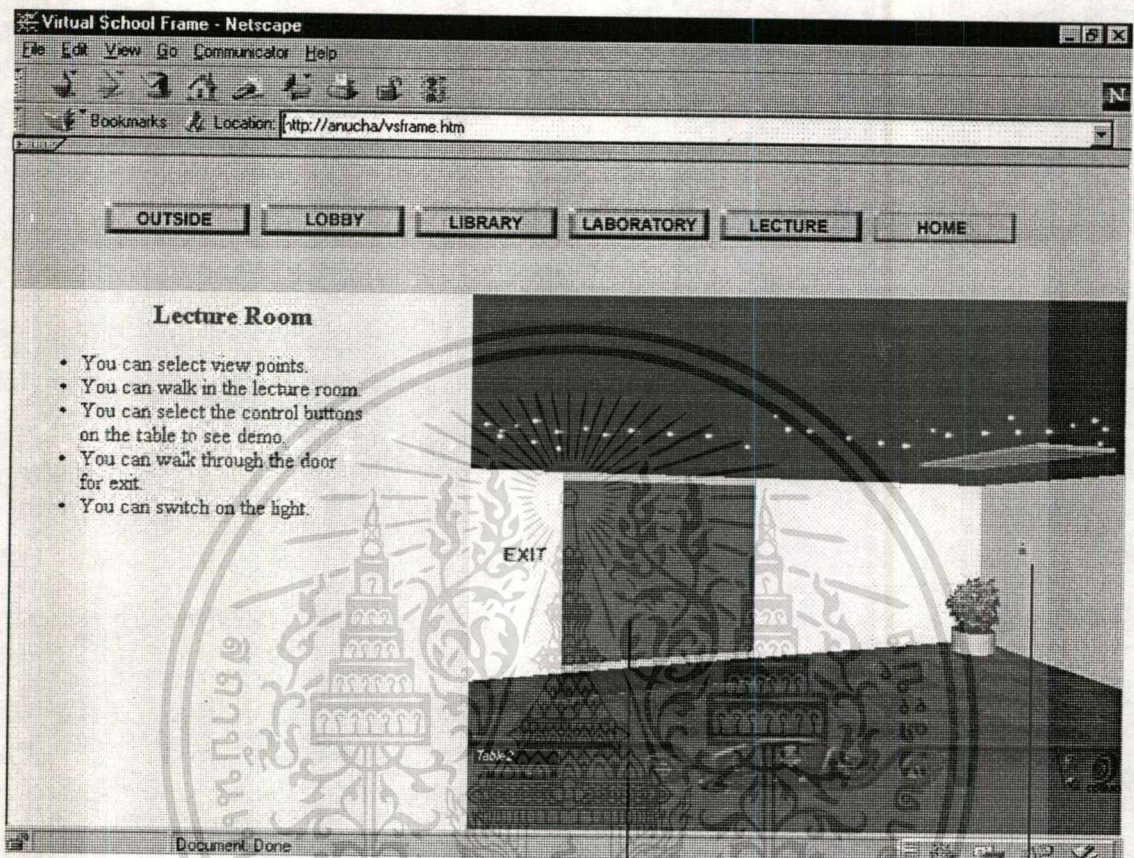 Virtual School Frame - Netscape
File Edit View Go Communicator Help
N
Bookmarks Location: http://anucha/vsframe.htm
OUTSIDE LOBBY LIBRARY LABORATORY LECTURE HOME
Lecture Room
• You can select view points.
• You can walk in the lecture room.
• You can select the control buttons
on the table to see demo.
• You can walk through the door
for exit.
• You can switch on the light.
EXIT
Table 2
Document: Done